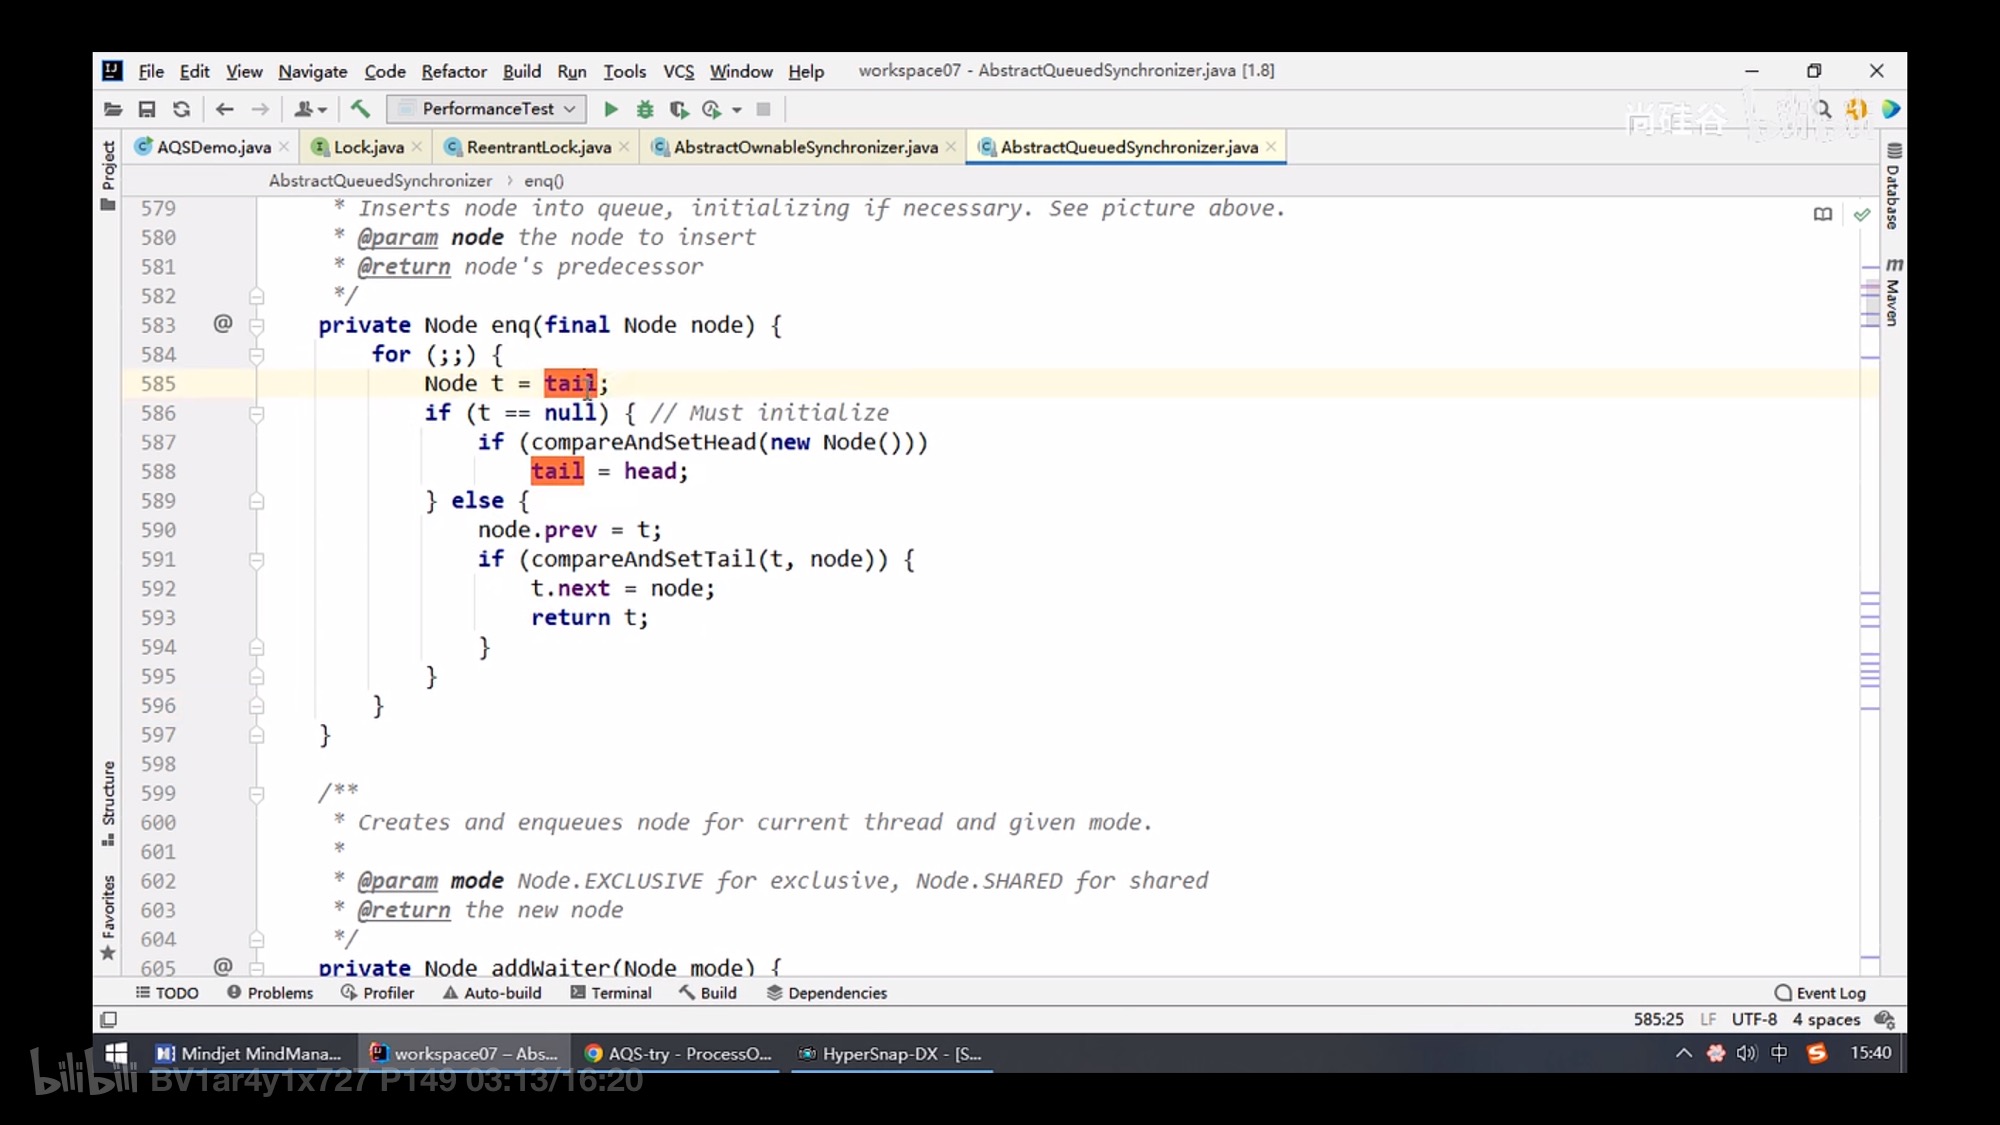 File Edit View Navigate Code Refactor Build Run Tools VCS Window Help workspace07 - AbstractQueuedSynchronizer.java [1.8]
PerformanceTest
尚硅谷 bilibili
AQSDemo.java Lock.java ReentrantLock.java AbstractOwnableSynchronizer.java AbstractQueuedSynchronizer.java
AbstractQueuedSynchronizer › enq()
Project
Structure
Favorites
Database
Maven
579 * Inserts node into queue, initializing if necessary. See picture above.
580 * @param node the node to insert
581 * @return node's predecessor
582 */
583 @ private Node enq(final Node node) {
584 for (;;) {
585 Node t = tail;
586 if (t == null) { // Must initialize
587 if (compareAndSetHead(new Node()))
588 tail = head;
589 } else {
590 node.prev = t;
591 if (compareAndSetTail(t, node)) {
592 t.next = node;
593 return t;
594 }
595 }
596 }
597 }
598
599 /**
600 * Creates and enqueues node for current thread and given mode.
601 *
602 * @param mode Node.EXCLUSIVE for exclusive, Node.SHARED for shared
603 * @return the new node
604 */
605 @ private Node addWaiter(Node mode) {
TODO Problems Profiler Auto-build Terminal Build Dependencies Event Log
585:25 LF UTF-8 4 spaces
Mindjet MindMana... workspace07 – Abs... AQS-try - ProcessO... HyperSnap-DX - [S... 中 15:40
bilibili BV1ar4y1x727 P149 03:13/16:20